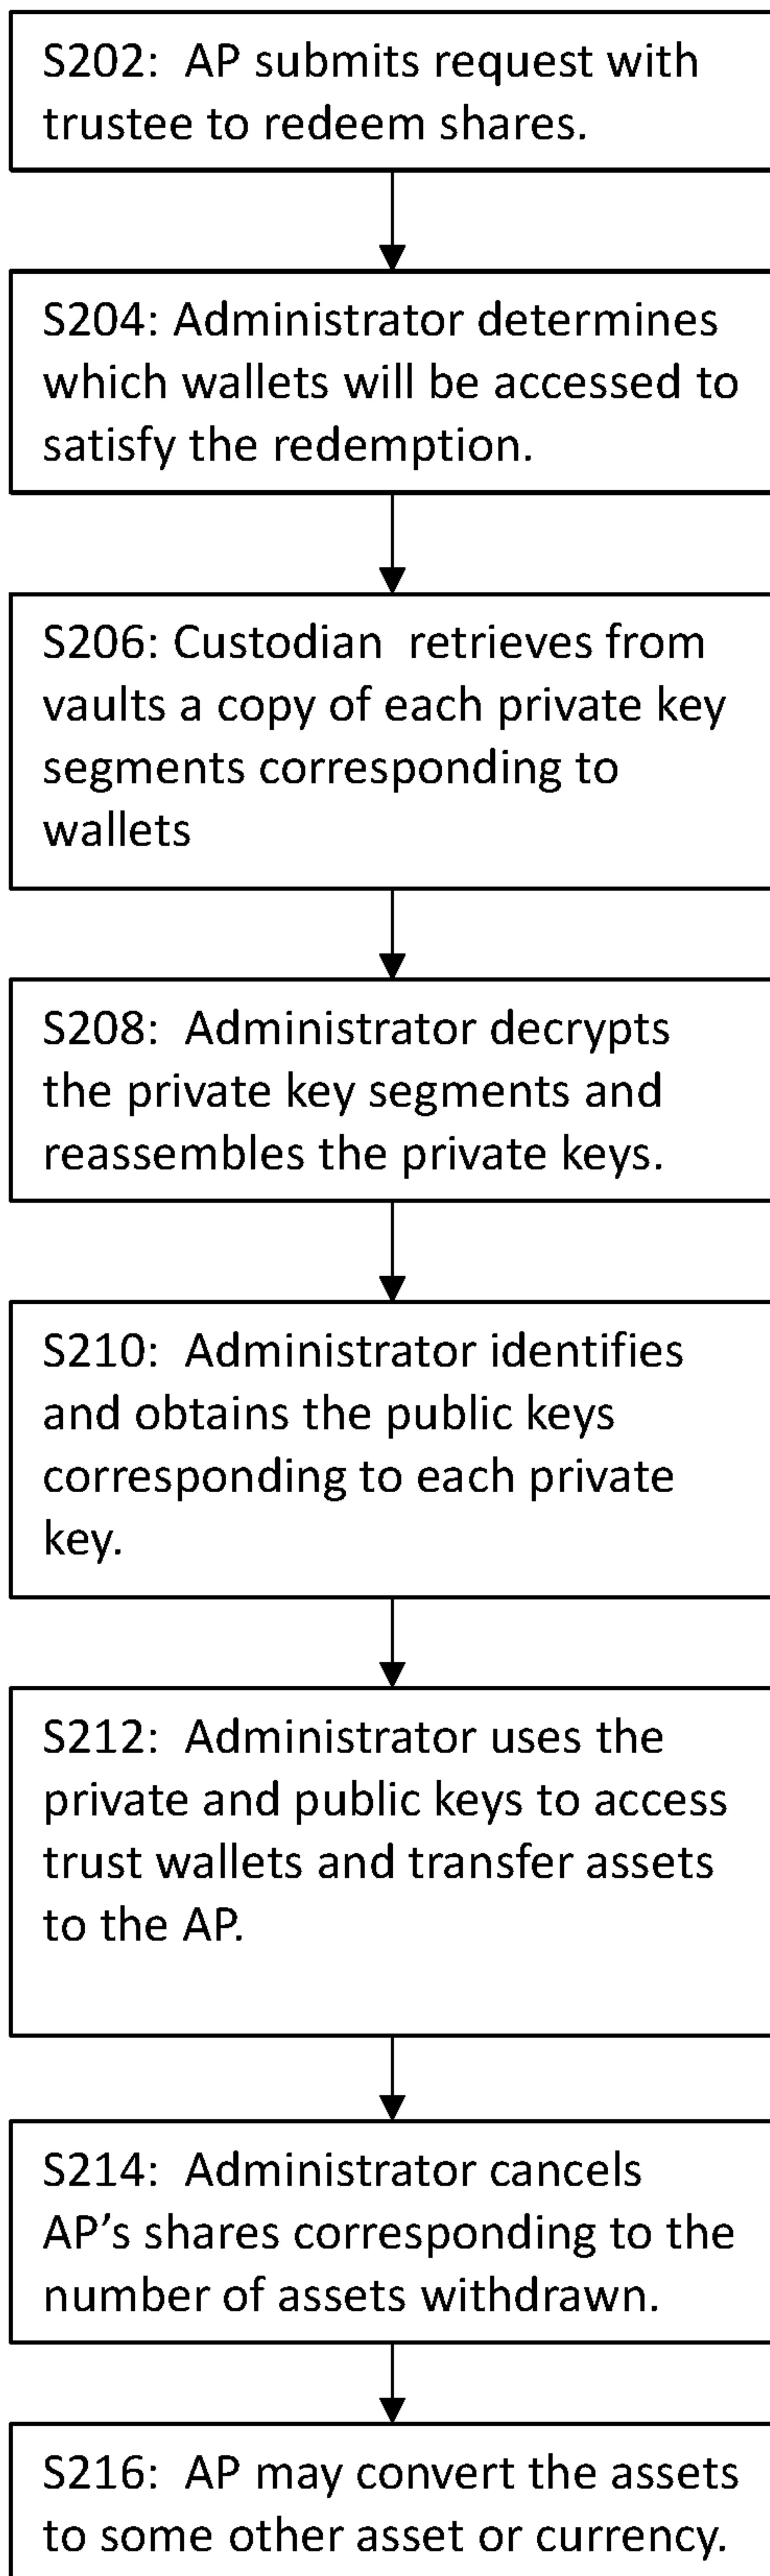 S202:  AP submits request with
trustee to redeem shares.
S204: Administrator determines
which wallets will be accessed to
satisfy the redemption.
S206: Custodian  retrieves from
vaults a copy of each private key
segments corresponding to
wallets
S208:  Administrator decrypts
the private key segments and
reassembles the private keys.
S210:  Administrator identifies
and obtains the public keys
corresponding to each private
key.
S212:  Administrator uses the
private and public keys to access
trust wallets and transfer assets
to the AP.
S214:  Administrator cancels
AP’s shares corresponding to the
number of assets withdrawn.
S216:  AP may convert the assets
to some other asset or currency.